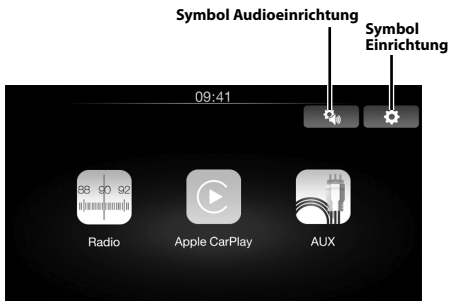 Symbol Audioeinrichtung
Symbol
Einrichtung
09:41
88 90 92
Radio
Apple CarPlay
AUX